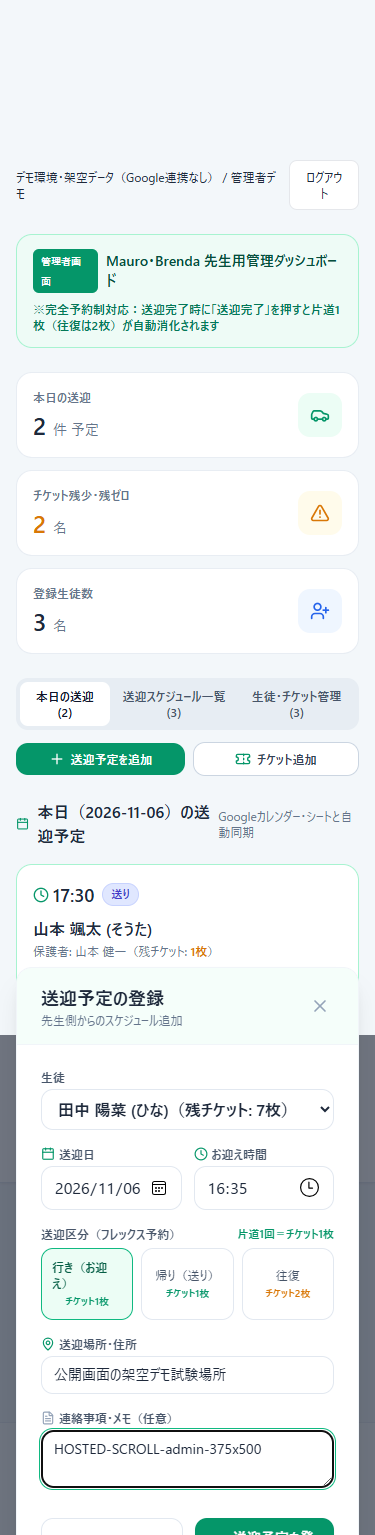 デモ環境・架空データ（Google連携なし） / 管理者デ
モ
ログアウ
ト
管理者画
面
Mauro・Brenda 先生用管理ダッシュボー
ド
※完全予約制対応：送迎完了時に「送迎完了」を押すと片道1
枚（往復は2枚）が自動消化されます
本日の送迎
2 件 予定
チケット残少・残ゼロ
2 名
登録生徒数
3 名
本日の送迎
(2)
送迎スケジュール一覧
(3)
生徒・チケット管理
(3)
送迎予定を追加
チケット追加
本日（2026-11-06）の送
迎予定
Googleカレンダー・シートと自
動同期
17:30 送り
山本 颯太 (そうた)
保護者: 山本 健一（残チケット: 1枚）
送迎予定の登録
先生側からのスケジュール追加
生徒
田中 陽菜 (ひな)（残チケット: 7枚）
送迎日
お迎え時間
2026/11/06
16:35
送迎区分（フレックス予約）
片道1回＝チケット1枚
行き（お迎
え）
チケット1枚
帰り（送り）
チケット1枚
往復
チケット2枚
送迎場所・住所
公開画面の架空デモ試験場所
連絡事項・メモ（任意）
HOSTED-SCROLL-admin-375x500